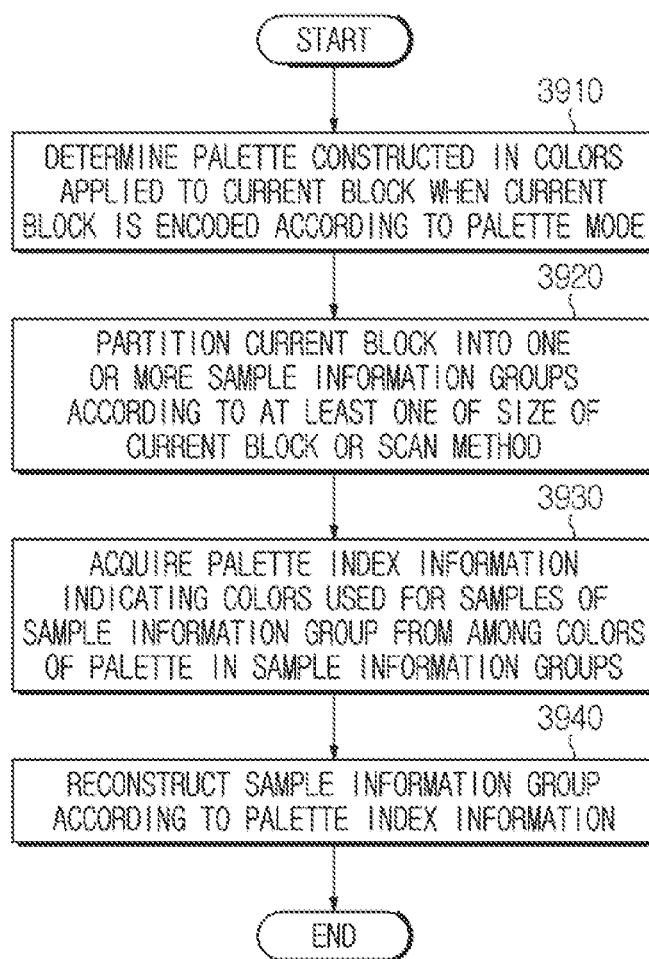 START
3910
DETERMINE PALETTE CONSTRUCTED IN COLORS
APPLIED TO CURRENT BLOCK WHEN CURRENT
BLOCK IS ENCODED ACCORDING TO PALETTE MODE
3920
PARTITION CURRENT BLOCK INTO ONE
OR MORE SAMPLE INFORMATION GROUPS
ACCORDING TO AT LEAST ONE OF SIZE OF
CURRENT BLOCK OR SCAN METHOD
3930
ACQUIRE PALETTE INDEX INFORMATION
INDICATING COLORS USED FOR SAMPLES OF
SAMPLE INFORMATION GROUP FROM AMONG COLORS
OF PALETTE IN SAMPLE INFORMATION GROUPS
3940
RECONSTRUCT SAMPLE INFORMATION GROUP
ACCORDING TO PALETTE INDEX INFORMATION
END